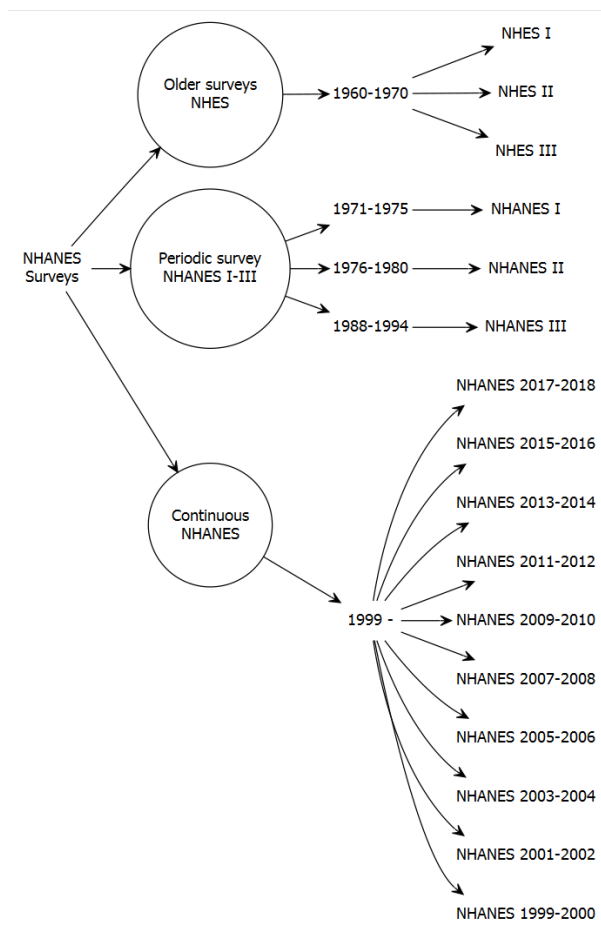 NHANES
Surveys
Older surveys
NHES
1960-1970
NHES I
NHES II
NHES III
Periodic survey
NHANES I-III
1971-1975
NHANES I
1976-1980
NHANES II
1988-1994
NHANES III
Continuous
NHANES
1999 -
NHANES 2017-2018
NHANES 2015-2016
NHANES 2013-2014
NHANES 2011-2012
NHANES 2009-2010
NHANES 2007-2008
NHANES 2005-2006
NHANES 2003-2004
NHANES 2001-2002
NHANES 1999-2000